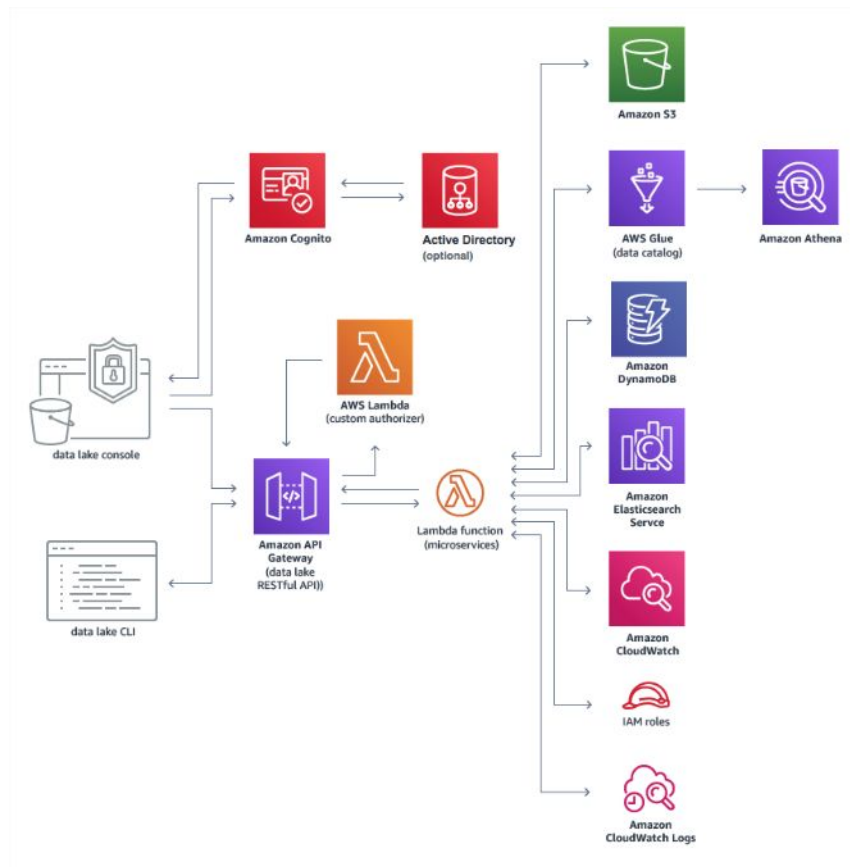 Amazon S3
Amazon Cognito
Active Directory
(optional)
AWS Glue
(data catalog)
Amazon Athena
Amazon
DynamoDB
AWS Lambda
(custom authorizer)
data lake console
Amazon API
Gateway
(data lake
RESTful API))
Lambda function
(microservices)
Amazon
Elasticsearch
Servce
data lake CLI
Amazon
CloudWatch
IAM roles
Amazon
CloudWatch Logs